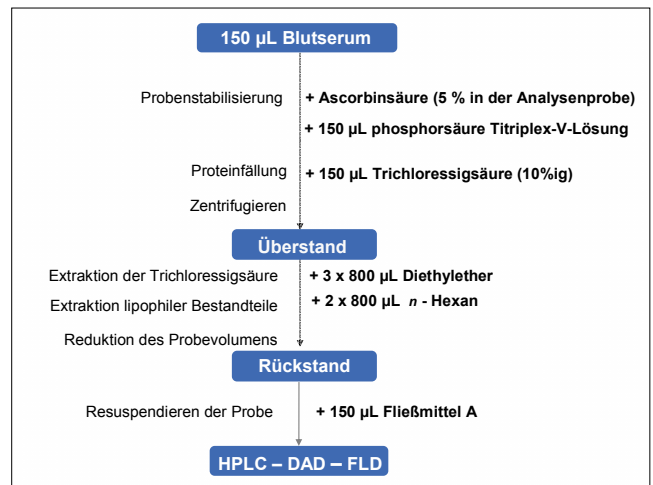 150 µL Blutserum
Probenstabilisierung
+ Ascorbinsäure (5 % in der Analysenprobe)
+ 150 µL phosphorsäure Titriplex-V-Lösung
Proteinfällung
+ 150 µL Trichloressigsäure (10%ig)
Zentrifugieren
Überstand
Extraktion der Trichloressigsäure
+ 3 x 800 µL Diethylether
Extraktion lipophiler Bestandteile
+ 2 x 800 µL n - Hexan
Reduktion des Probevolumens
Rückstand
Resuspendieren der Probe
+ 150 µL Fließmittel A
HPLC – DAD – FLD